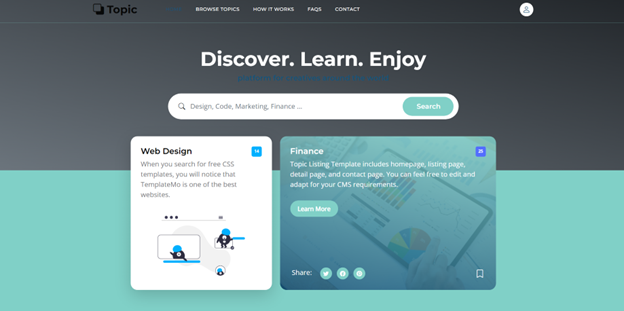 Topic
BROWSE TOPICS
HOW IT WORKS
FAQS
CONTACT
Discover. Learn. Enjoy
Design, Code, Marketing, Finance ...
Search
Web Design
14
When you search for free CSS
templates, you will notice that
TemplateMo is one of the best
websites.
Finance
25
Topic Listing Template includes homepage, listing page,
detail page, and contact page. You can feel free to edit and
adapt for your CMS requirements.
Learn More
Share: